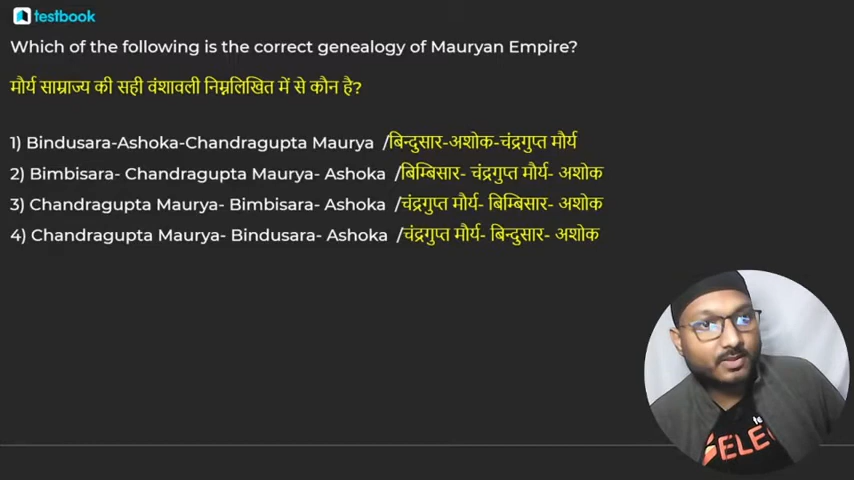 testbook
Which of the following is the correct genealogy of Mauryan Empire?
मौर्य साम्राज्य की सही वंशावली निम्नलिखित में से कौन है?
1) Bindusara-Ashoka-Chandragupta Maurya /बिन्दुसार-अशोक-चंद्रगुप्त मौर्य
2) Bimbisara- Chandragupta Maurya- Ashoka /बिम्बिसार- चंद्रगुप्त मौर्य- अशोक
3) Chandragupta Maurya- Bimbisara- Ashoka /चंद्रगुप्त मौर्य- बिम्बिसार- अशोक
4) Chandragupta Maurya- Bindusara- Ashoka /चंद्रगुप्त मौर्य- बिन्दुसार- अशोक